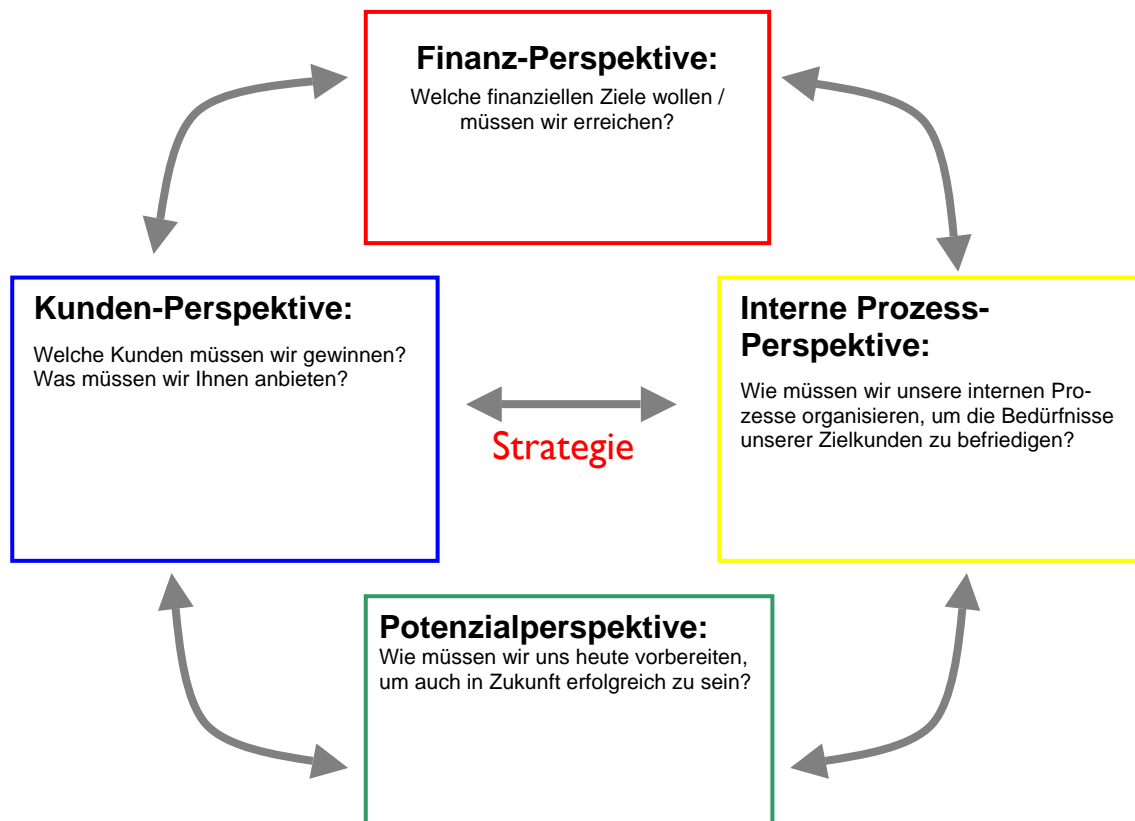 Finanz-Perspektive:
Welche finanziellen Ziele wollen /
müssen wir erreichen?
Kunden-Perspektive:
Welche Kunden müssen wir gewinnen?
Was müssen wir Ihnen anbieten?
Strategie
Interne Prozess-
Perspektive:
Wie müssen wir unsere internen Pro-
zesse organisieren, um die Bedürfnisse
unserer Zielkunden zu befriedigen?
Potenzialperspektive:
Wie müssen wir uns heute vorbereiten,
um auch in Zukunft erfolgreich zu sein?